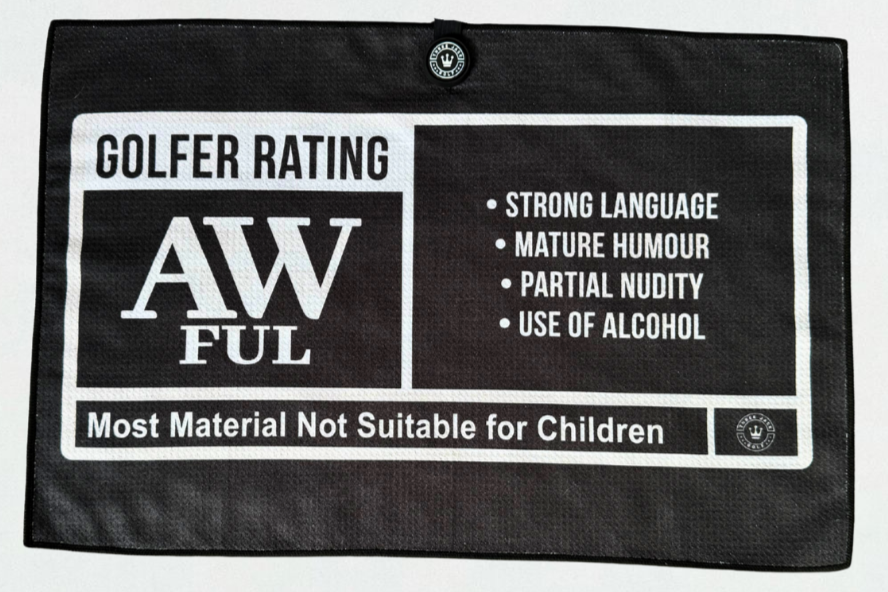 GOLFER RATING
AW
FUL
• STRONG LANGUAGE
• MATURE HUMOUR
• PARTIAL NUDITY
• USE OF ALCOHOL
Most Material Not Suitable for Children